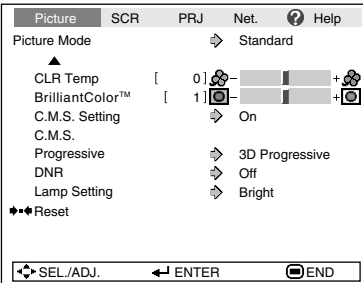 Picture SCR PRJ Net. ? Help
Picture Mode Standard
CLR Temp [ 0] - +
BrilliantColor™ [ 1] - +
C.M.S. Setting On
C.M.S.
Progressive 3D Progressive
DNR Off
Lamp Setting Bright
Reset
SEL./ADJ. ENTER END